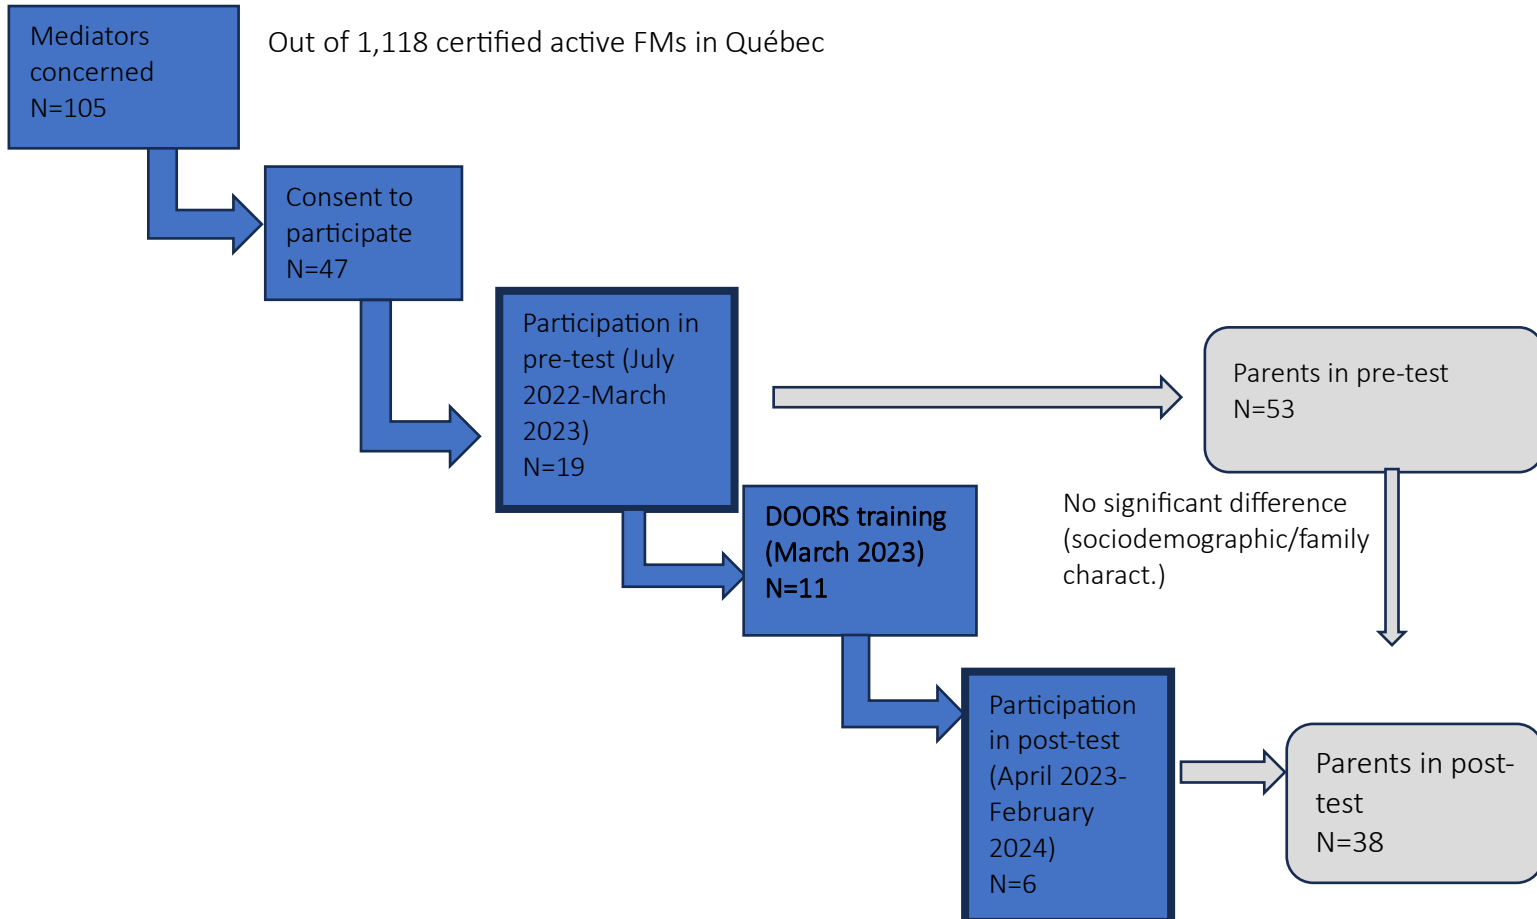 Mediators
concerned
N=105
Out of 1,118 certified active FMs in Québec
Consent to
participate
N=47
Participation in
pre-test (July
2022-March
2023)
N=19
Parents in pre-test
N=53
No significant difference
(sociodemographic/family
charact.)
DOORS training
(March 2023)
N=11
Participation
in post-test
(April 2023-
February
2024)
N=6
Parents in post-
test
N=38